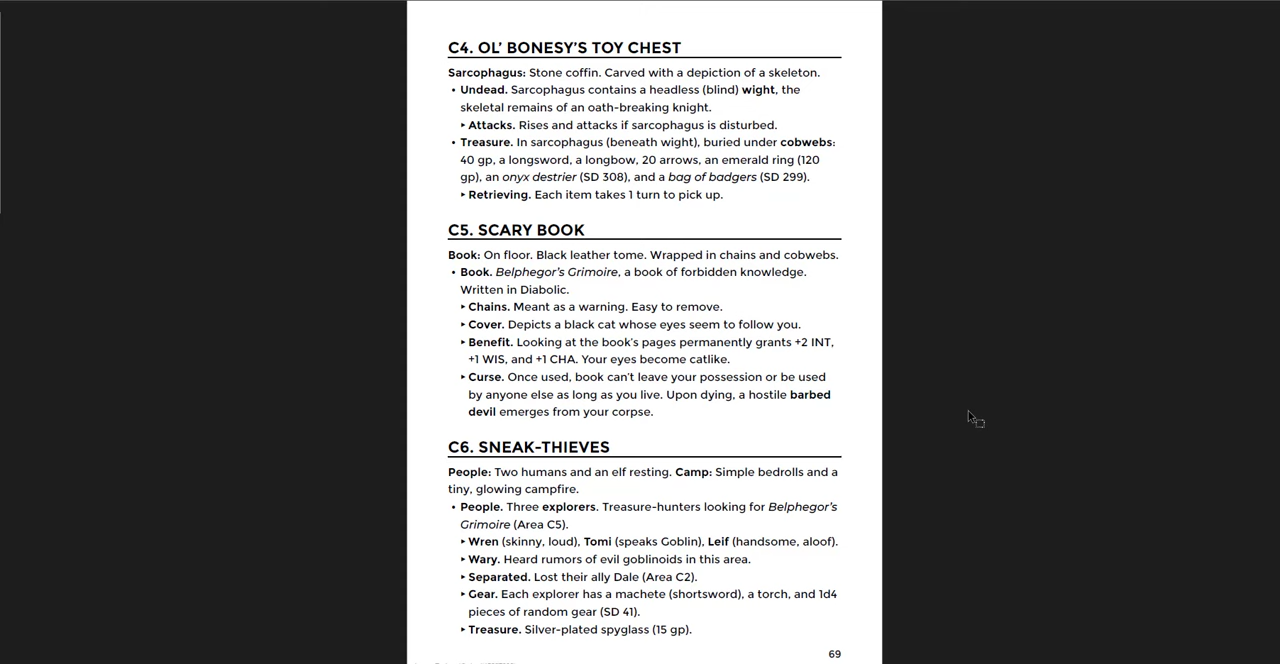 C4. OL’ BONESY’S TOY CHEST
Sarcophagus: Stone coffin. Carved with a depiction of a skeleton.
• Undead. Sarcophagus contains a headless (blind) wight, the
skeletal remains of an oath-breaking knight.
▸ Attacks. Rises and attacks if sarcophagus is disturbed.
• Treasure. In sarcophagus (beneath wight), buried under cobwebs:
40 gp, a longsword, a longbow, 20 arrows, an emerald ring (120
gp), an onyx destrier (SD 308), and a bag of badgers (SD 299).
▸ Retrieving. Each item takes 1 turn to pick up.
C5. SCARY BOOK
Book: On floor. Black leather tome. Wrapped in chains and cobwebs.
• Book. Belphegor’s Grimoire, a book of forbidden knowledge.
Written in Diabolic.
▸ Chains. Meant as a warning. Easy to remove.
▸ Cover. Depicts a black cat whose eyes seem to follow you.
▸ Benefit. Looking at the book’s pages permanently grants +2 INT,
+1 WIS, and +1 CHA. Your eyes become catlike.
▸ Curse. Once used, book can’t leave your possession or be used
by anyone else as long as you live. Upon dying, a hostile barbed
devil emerges from your corpse.
C6. SNEAK-THIEVES
People: Two humans and an elf resting. Camp: Simple bedrolls and a
tiny, glowing campfire.
• People. Three explorers. Treasure-hunters looking for Belphegor’s
Grimoire (Area C5).
▸ Wren (skinny, loud), Tomi (speaks Goblin), Leif (handsome, aloof).
▸ Wary. Heard rumors of evil goblinoids in this area.
▸ Separated. Lost their ally Dale (Area C2).
▸ Gear. Each explorer has a machete (shortsword), a torch, and 1d4
pieces of random gear (SD 41).
▸ Treasure. Silver-plated spyglass (15 gp).
69